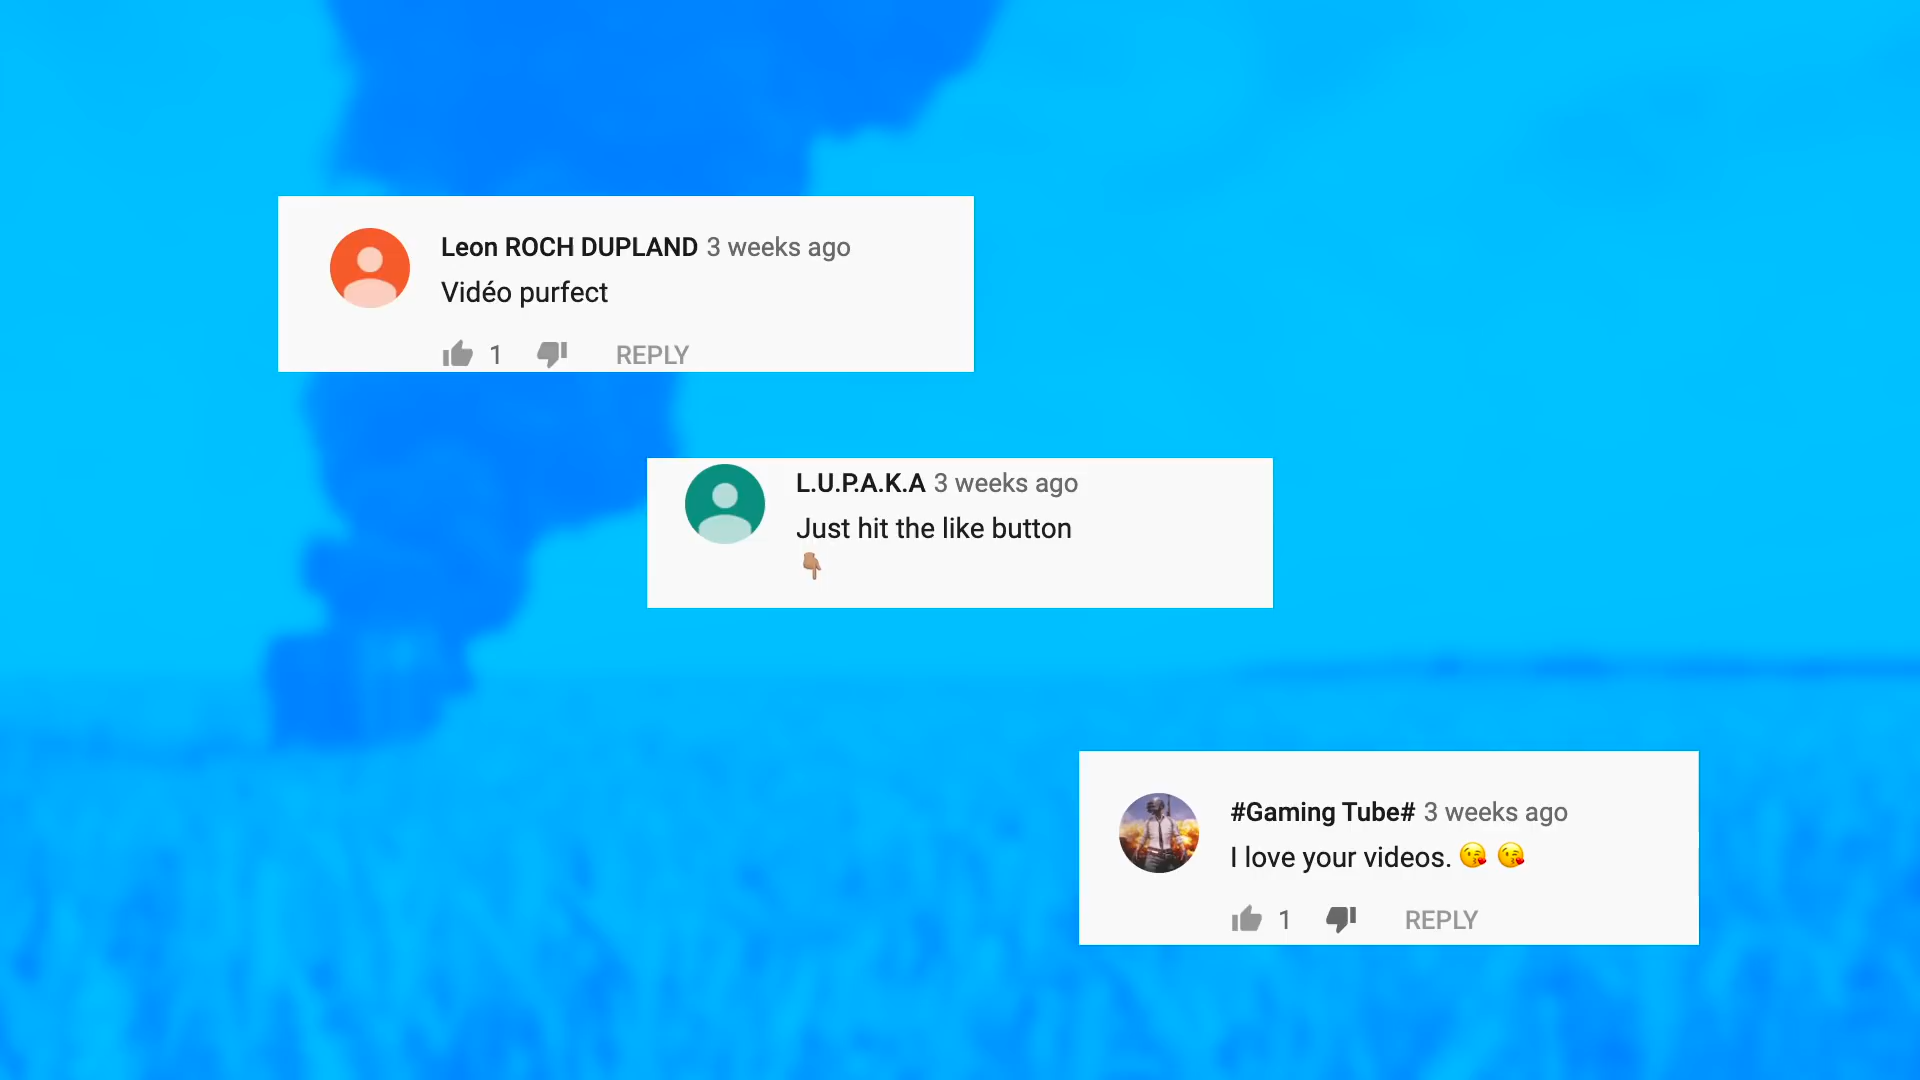 Leon ROCH DUPLAND 3 weeks ago
Vidéo purfect
1 REPLY
L.U.P.A.K.A 3 weeks ago
Just hit the like button
👇🏽
#Gaming Tube# 3 weeks ago
I love your videos. 😘 😘
1 REPLY